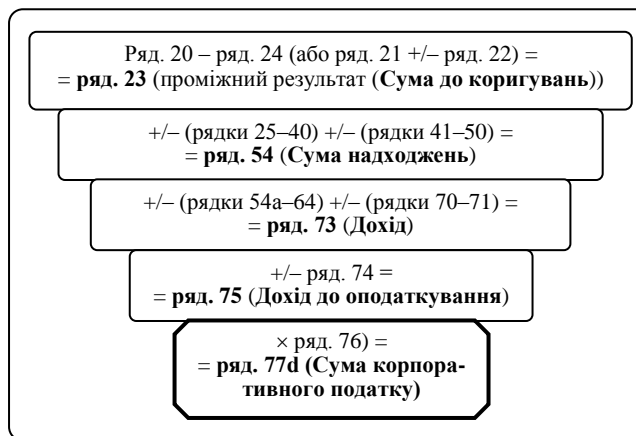 Ряд. 20 – ряд. 24 (або ряд. 21 +/– ряд. 22) =
= ряд. 23 (проміжний результат (Сума до коригувань))
+/– (рядки 25–40) +/– (рядки 41–50) =
= ряд. 54 (Сума надходжень)
+/– (рядки 54а–64) +/– (рядки 70–71) =
= ряд. 73 (Дохід)
+/– ряд. 74 =
= ряд. 75 (Дохід до оподаткування)
× ряд. 76) =
= ряд. 77d (Сума корпора-
тивного податку)